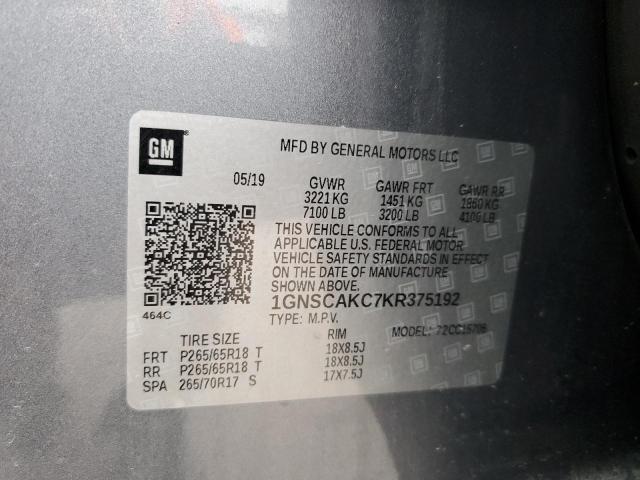 GM
MFD BY GENERAL MOTORS LLC
05/19 GVWR GAWR FRT GAWR RR
3221 KG 1451 KG 1860 KG
7100 LB 3200 LB 4100 LB
THIS VEHICLE CONFORMS TO ALL
APPLICABLE U.S. FEDERAL MOTOR
VEHICLE SAFETY STANDARDS IN EFFECT
ON THE DATE OF MANUFACTURE
SHOWN ABOVE.
1GNSCAKC7KR375192
464C
TYPE: M.P.V. MODEL: 72CC15706
TIRE SIZE RIM
FRT P265/65R18 T 18X8.5J
RR P265/65R18 T 18X8.5J
SPA 265/70R17 S 17X7.5J